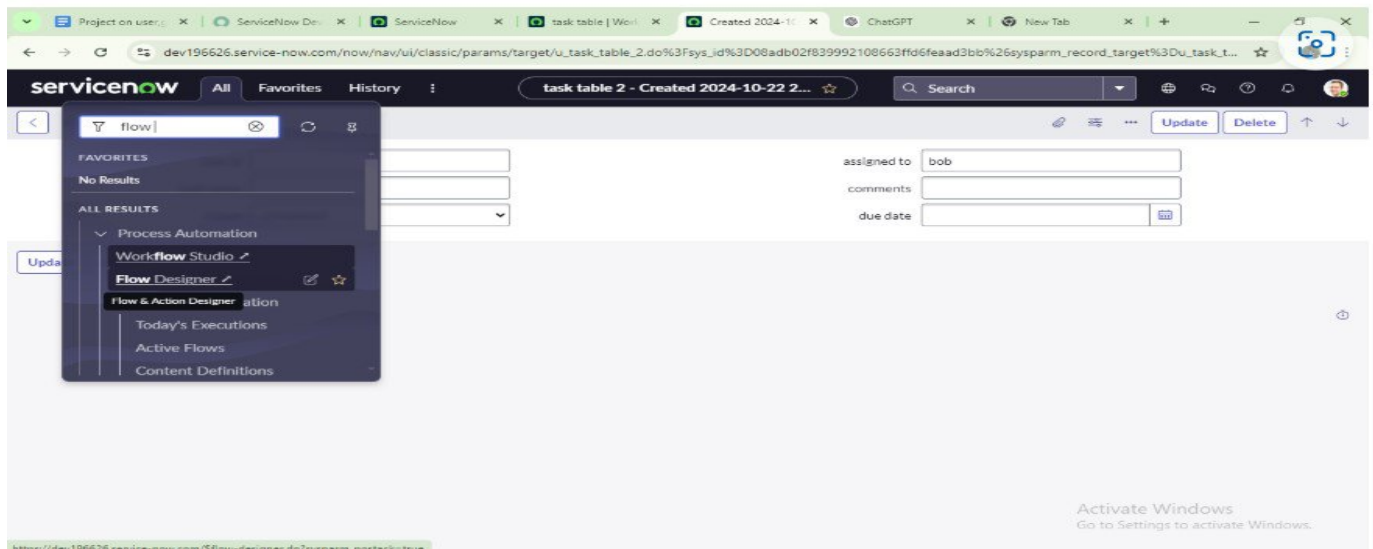 Project on user,g
ServiceNow Dev
ServiceNow
task table | Work
Created 2024-10
ChatGPT
New Tab
dev196626.service-now.com/now/nav/ui/classic/params/target/u_task_table_2.do%3Fsys_id%3D08adb02f839992108663ffd6feaad3bb%26sysparm_record_target%3Du_task_t...
servicenow All Favorites History task table 2 - Created 2024-10-22 2... Search
flow Update Delete
FAVORITES
No Results
ALL RESULTS
assigned to bob
comments
due date
Process Automation
Workflow Studio
Flow Designer
Upda
Flow & Action Designer ation
Today's Executions
Active Flows
Content Definitions
Activate Windows
Go to Settings to activate Windows.